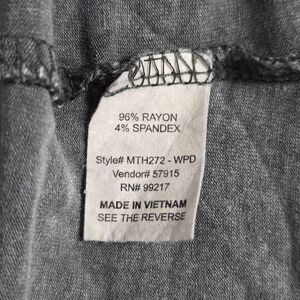 96% RAYON
4% SPANDEX
Style# MTH272 - WPD
Vendor# 57915
RN# 99217
MADE IN VIETNAM
SEE THE REVERSE